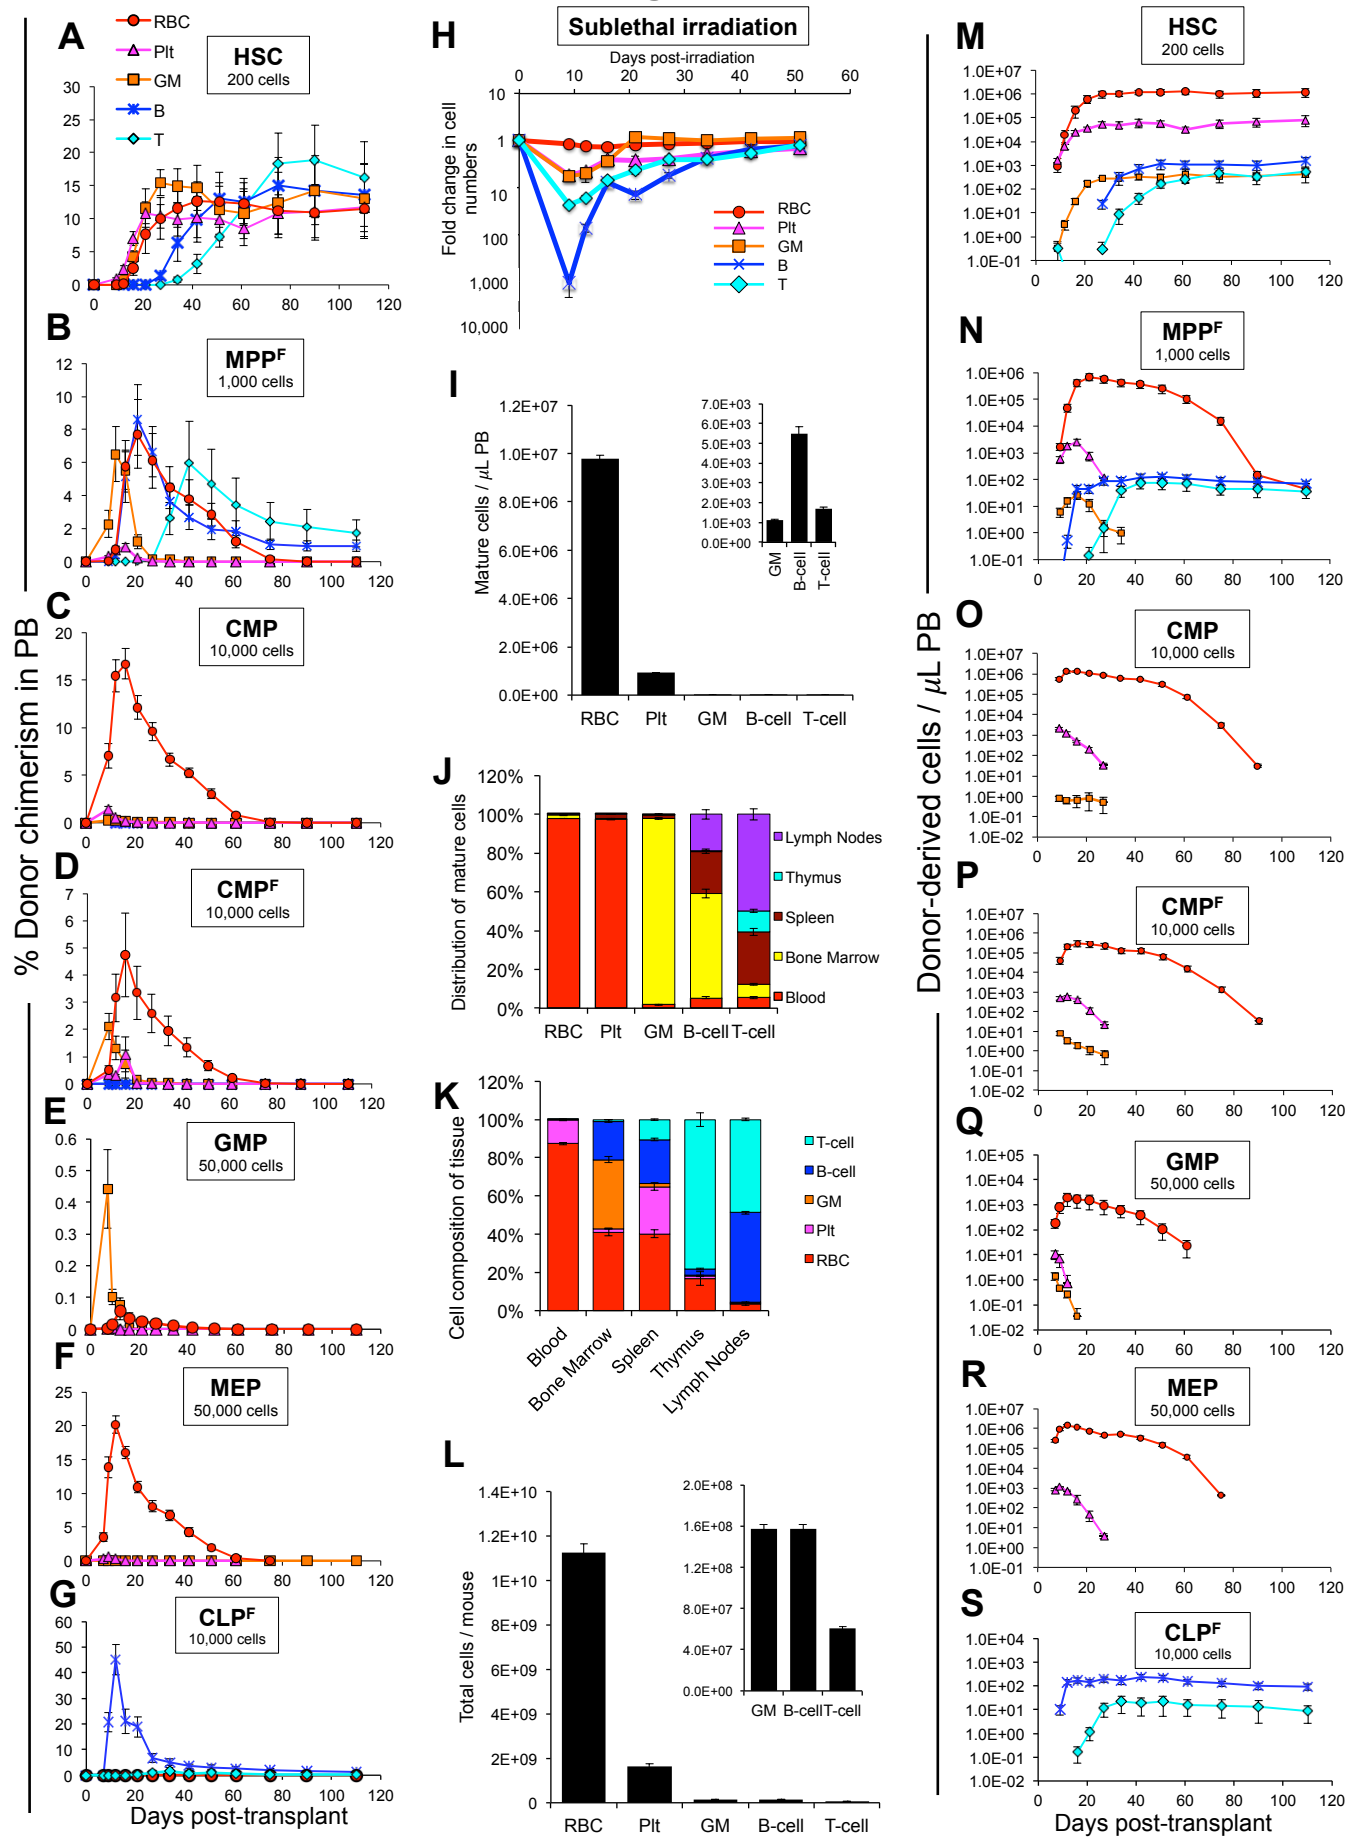 % Donor chimerism in PB
A
RBC
Plt
GM
B
T
HSC
200 cells
30
25
20
15
10
5
0
0 20 40 60 80 100 120
B
MPPF
1,000 cells
12
10
8
6
4
2
0
0 20 40 60 80 100 120
C
CMP
10,000 cells
20
15
10
5
0
0 20 40 60 80 100 120
D
CMPF
10,000 cells
7
6
5
4
3
2
1
0
0 20 40 60 80 100 120
E
GMP
50,000 cells
0.6
0.5
0.4
0.3
0.2
0.1
0
0 20 40 60 80 100 120
F
MEP
50,000 cells
25
20
15
10
5
0
0 20 40 60 80 100 120
G
CLPF
10,000 cells
60
50
40
30
20
10
0
0 20 40 60 80 100 120
Days post-transplant
H
Sublethal irradiation
Days post-irradiation
0 10 20 30 40 50 60
Fold change in cell
numbers
10
1
10
100
1,000
10,000
RBC
Plt
GM
B
T
I
Mature cells / µL PB
1.2E+07
1.0E+07
8.0E+06
6.0E+06
4.0E+06
2.0E+06
0.0E+00
RBC Plt GM B-cell T-cell
7.0E+03
6.0E+03
5.0E+03
4.0E+03
3.0E+03
2.0E+03
1.0E+03
0.0E+00
GM
B-cell
T-cell
J
Distribution of mature cells
120%
100%
80%
60%
40%
20%
0%
RBC Plt GM B-cell T-cell
Lymph Nodes
Thymus
Spleen
Bone Marrow
Blood
K
Cell composition of tissue
120%
100%
80%
60%
40%
20%
0%
Blood
Bone Marrow
Spleen
Thymus
Lymph Nodes
T-cell
B-cell
GM
Plt
RBC
L
Total cells / mouse
1.4E+10
1.2E+10
1E+10
8E+09
6E+09
4E+09
2E+09
0
RBC Plt GM B-cell T-cell
2.0E+08
1.6E+08
1.2E+08
8.0E+07
4.0E+07
0.0E+00
GM B-cell T-cell
Donor-derived cells / µL PB
M
HSC
200 cells
1.0E+07
1.0E+06
1.0E+05
1.0E+04
1.0E+03
1.0E+02
1.0E+01
1.0E+00
1.0E-01
0 20 40 60 80 100 120
N
MPPF
1,000 cells
1.0E+06
1.0E+05
1.0E+04
1.0E+03
1.0E+02
1.0E+01
1.0E+00
1.0E-01
0 20 40 60 80 100 120
O
CMP
10,000 cells
1.0E+07
1.0E+06
1.0E+05
1.0E+04
1.0E+03
1.0E+02
1.0E+01
1.0E+00
1.0E-01
1.0E-02
0 20 40 60 80 100 120
P
CMPF
10,000 cells
1.0E+07
1.0E+06
1.0E+05
1.0E+04
1.0E+03
1.0E+02
1.0E+01
1.0E+00
1.0E-01
1.0E-02
0 20 40 60 80 100 120
Q
GMP
50,000 cells
1.0E+05
1.0E+04
1.0E+03
1.0E+02
1.0E+01
1.0E+00
1.0E-01
1.0E-02
0 20 40 60 80 100 120
R
MEP
50,000 cells
1.0E+07
1.0E+06
1.0E+05
1.0E+04
1.0E+03
1.0E+02
1.0E+01
1.0E+00
1.0E-01
0 20 40 60 80 100 120
S
CLPF
10,000 cells
1.0E+04
1.0E+03
1.0E+02
1.0E+01
1.0E+00
1.0E-01
1.0E-02
0 20 40 60 80 100 120
Days post-transplant